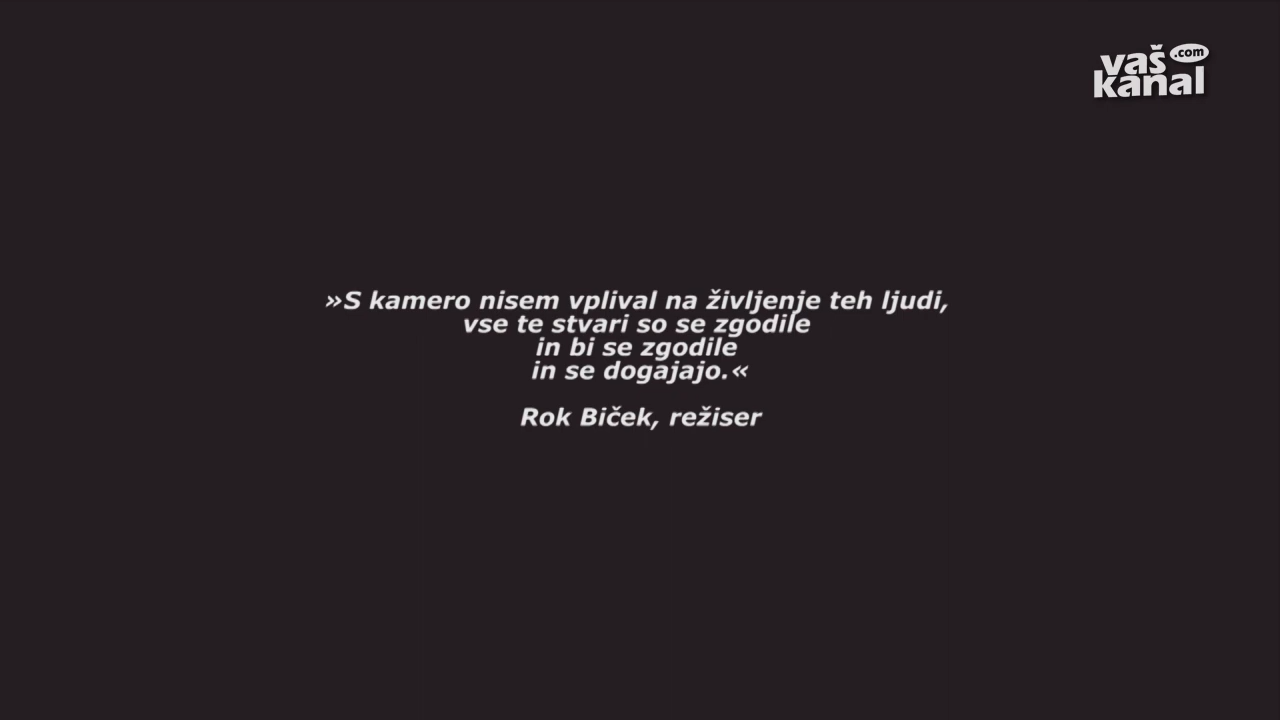 vaš .com
kanal
»S kamero nisem vplival na življenje teh ljudi,
vse te stvari so se zgodile
in bi se zgodile
in se dogajajo.«
Rok Biček, režiser